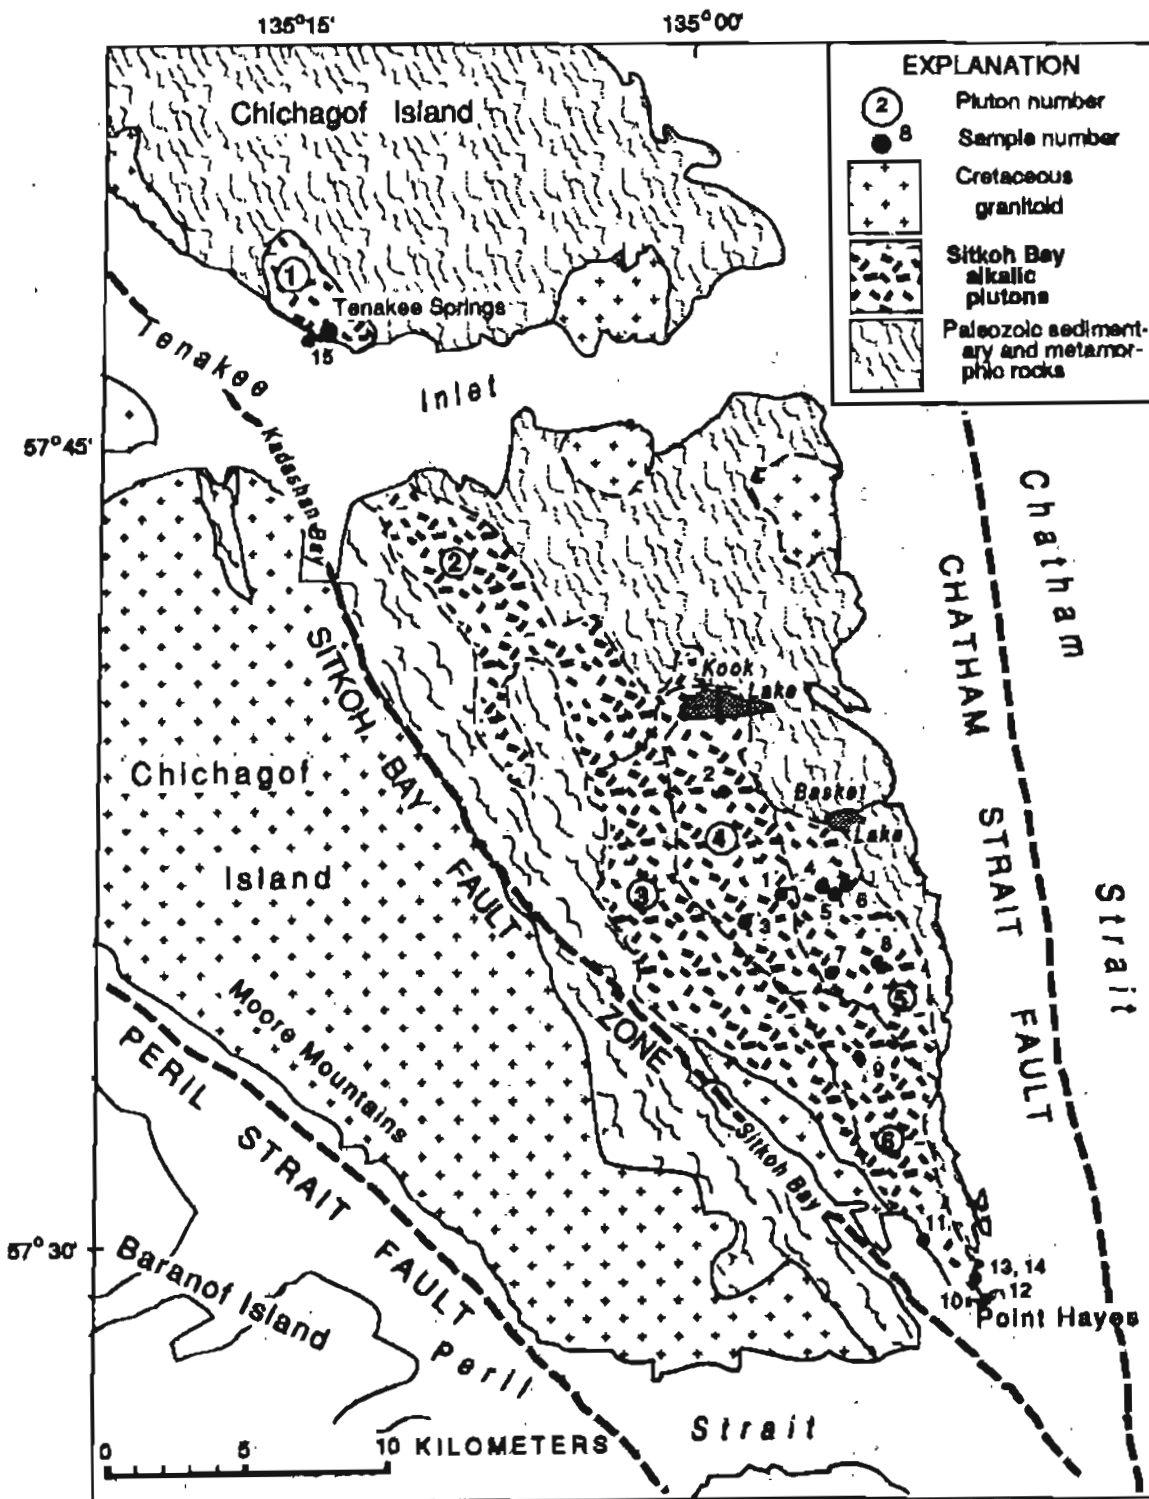 135°15'
135°00'
EXPLANATION
2 Pluton number
8 Sample number
Cretaceous
granitoid
Sitkoh Bay
alkalic
plutons
Paleozoic sediment-
ary and metamor-
phic rocks
Chichagof Island
1
Tenakee Springs
15
Tenakee
Inlet
57°45'
Kadashan Bay
Chatham
Strait
CHATHAM STRAIT FAULT
2
SITKOH BAY FAULT ZONE
Kook
Lake
2
Basket
Lake
4
3
1
4
5
6
3
7
8
5
9
6
Chichagof
Island
Moore Mountains
PERIL STRAIT FAULT
Sitkoh Bay
11
13, 14
12
10
Point Hayes
57°30'
Baranof Island
Peril
Strait
0 5 10 KILOMETERS